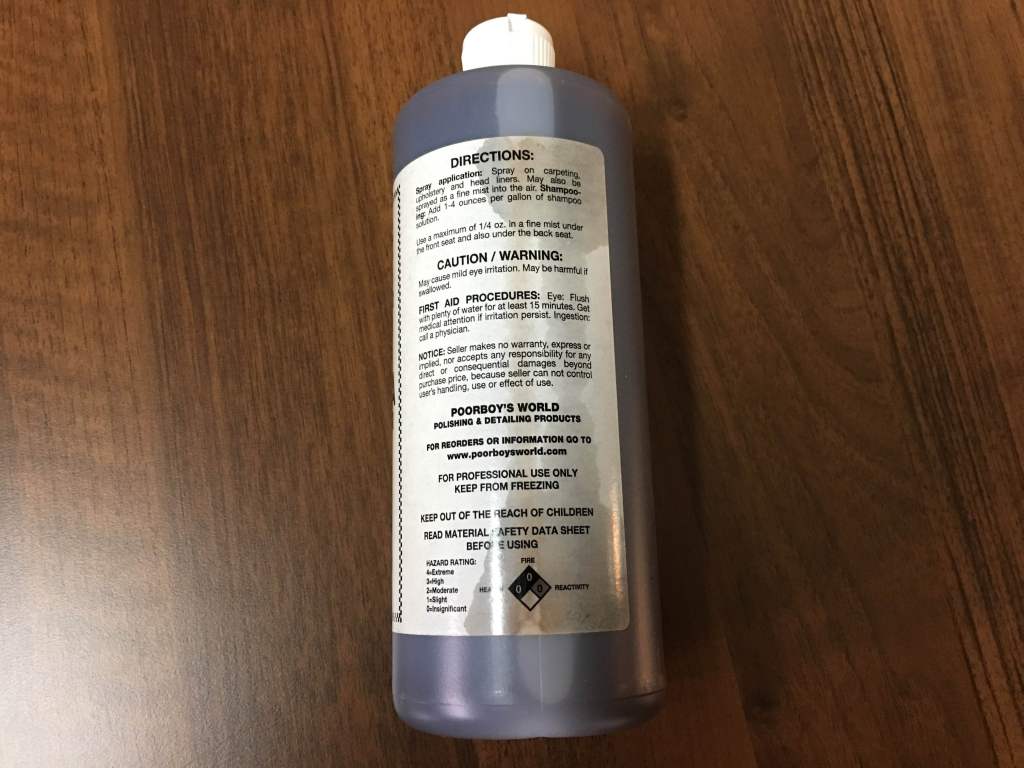 DIRECTIONS:
Spray application: Spray on carpeting,
upholstery and head liners. May also be
sprayed as a fine mist into the air. Shampoo-
ing: Add 1-4 ounces per gallon of shampoo
solution.
Use a maximum of 1/4 oz. in a fine mist under
the front seat and also under the back seat.
CAUTION / WARNING:
May cause mild eye irritation. May be harmful if
swallowed.
FIRST AID PROCEDURES: Eye: Flush
with plenty of water for at least 15 minutes. Get
medical attention if irritation persist. Ingestion:
call a physician.
NOTICE: Seller makes no warranty, express or
implied, nor accepts any responsibility for any
direct or consequential damages beyond
purchase price, because seller can not control
user's handling, use or effect of use.
POORBOY'S WORLD
POLISHING & DETAILING PRODUCTS
FOR REORDERS OR INFORMATION GO TO
www.poorboysworld.com
FOR PROFESSIONAL USE ONLY
KEEP FROM FREEZING
KEEP OUT OF THE REACH OF CHILDREN
READ MATERIAL SAFETY DATA SHEET
BEFORE USING
HAZARD RATING:
4=Extreme
3=High
2=Moderate
1=Slight
0=Insignificant
FIRE
0
HEALTH 0 0 REACTIVITY